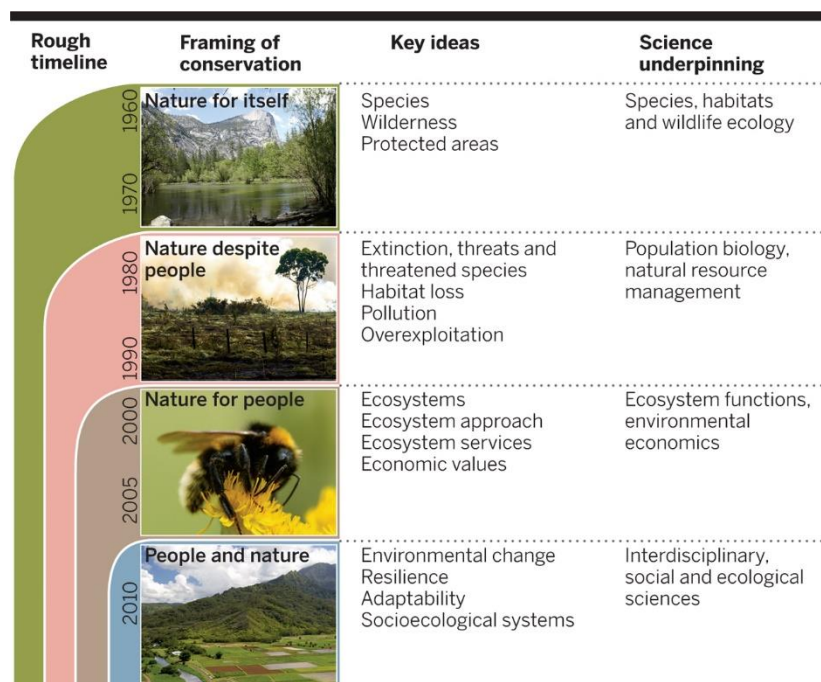 Rough
timeline
Framing of
conservation
Key ideas
Science
underpinning
1960
1970
Nature for itself
Species
Wilderness
Protected areas
Species, habitats
and wildlife ecology
1980
1990
Nature despite
people
Extinction, threats and
threatened species
Habitat loss
Pollution
Overexploitation
Population biology,
natural resource
management
2000
2005
Nature for people
Ecosystems
Ecosystem approach
Ecosystem services
Economic values
Ecosystem functions,
environmental
economics
2010
People and nature
Environmental change
Resilience
Adaptability
Socioecological systems
Interdisciplinary,
social and ecological
sciences